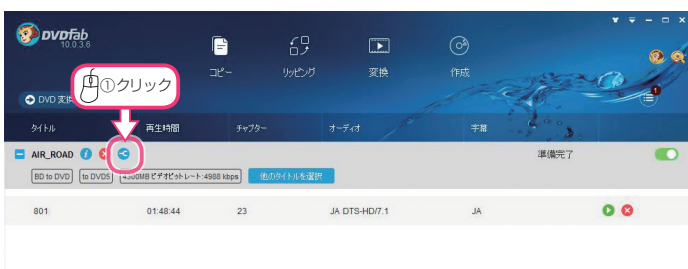 DVDFab
10.0.3.6
コピー
リッピング
変換
作成
①クリック
DVD 変換
1
タイトル 再生時間 チャプター オーディオ 字幕
AIR_ROAD 準備完了
BD to DVD to DVD5 4300MB ビデオビットレート:4988 kbps 他のタイトルを選択
801 01:48:44 23 JA DTS-HD/7.1 JA